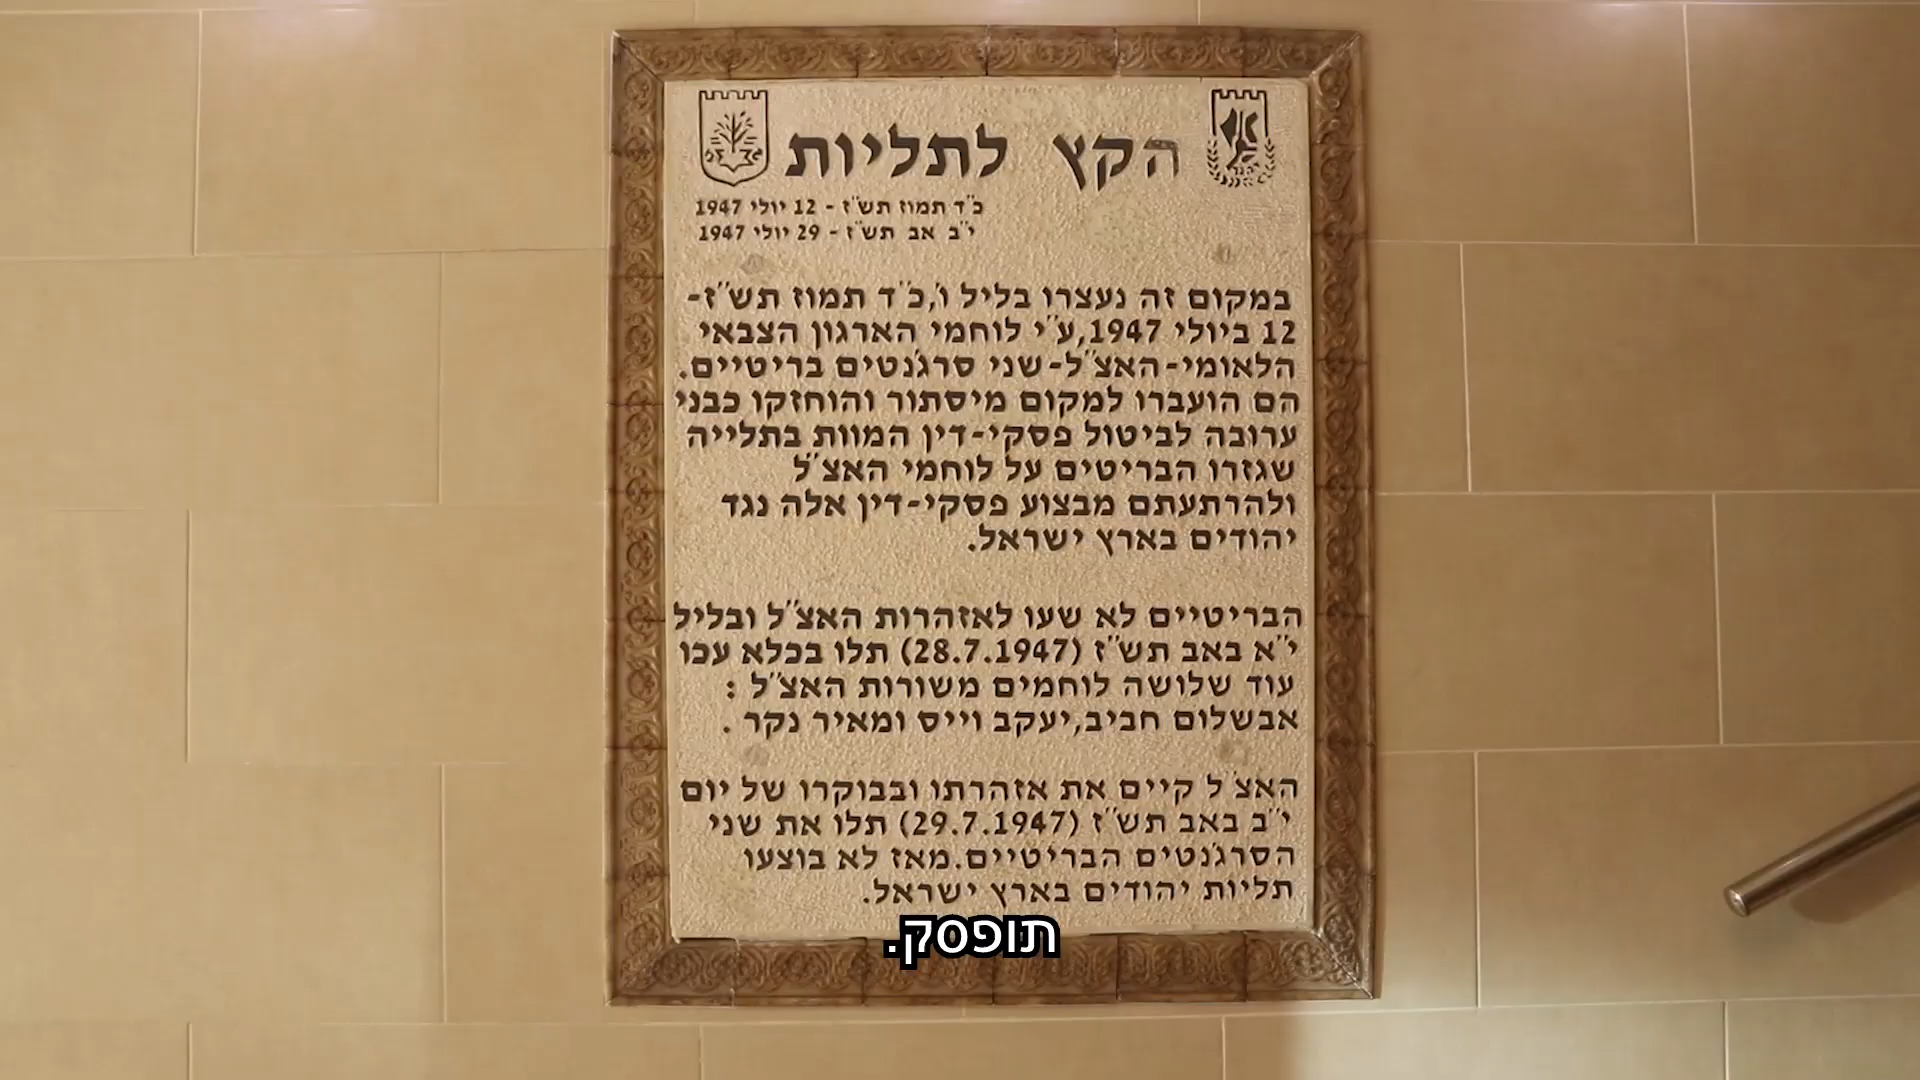 הקץ לתליות
כ"ד תמוז תש"ז - 12 יולי 1947
י"ב אב תש"ז - 29 יולי 1947
במקום זה נעצרו בליל ו',כ"ד תמוז תש"ז-
12 ביולי 1947,ע"י לוחמי הארגון הצבאי
הלאומי-האצ"ל-שני סרג'נטים בריטיים.
הם הועברו למקום מיסתור והוחזקו כבני
ערובה לביטול פסקי-דין המוות בתלייה
שגזרו הבריטים על לוחמי האצ"ל
ולהרתעתם מבצוע פסקי-דין אלה נגד
יהודים בארץ ישראל.
הבריטיים לא שעו לאזהרות האצ"ל ובליל
י"א באב תש"ז (28.7.1947) תלו בכלא עכו
עוד שלושה לוחמים משורות האצ"ל :
אבשלום חביב,יעקב וייס ומאיר נקר .
האצ"ל קיים את אזהרתו ובבוקרו של יום
י"ב באב תש"ז (29.7.1947) תלו את שני
הסרג'נטים הבריטיים.מאז לא בוצעו
תליות יהודים בארץ ישראל.
תופסק.